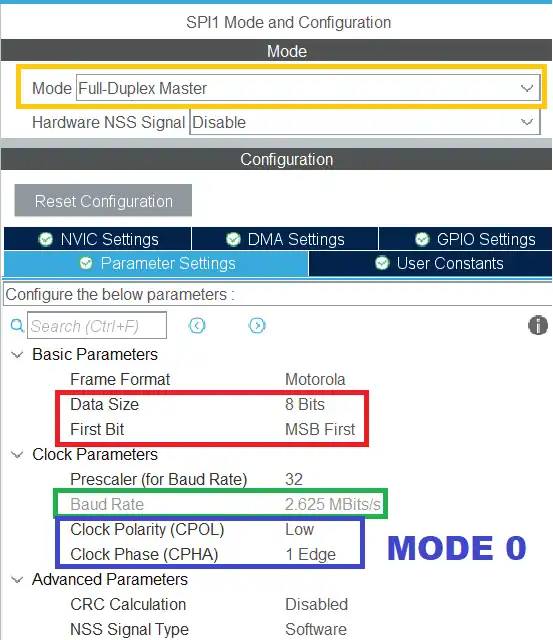 SPI1 Mode and Configuration
Mode
Mode Full-Duplex Master
Hardware NSS Signal Disable
Configuration
Reset Configuration
NVIC Settings DMA Settings GPIO Settings
Parameter Settings User Constants
Configure the below parameters :
Search (Ctrl+F)
Basic Parameters
Frame Format Motorola
Data Size 8 Bits
First Bit MSB First
Clock Parameters
Prescaler (for Baud Rate) 32
Baud Rate 2.625 MBits/s
Clock Polarity (CPOL) Low
Clock Phase (CPHA) 1 Edge MODE 0
Advanced Parameters
CRC Calculation Disabled
NSS Signal Type Software